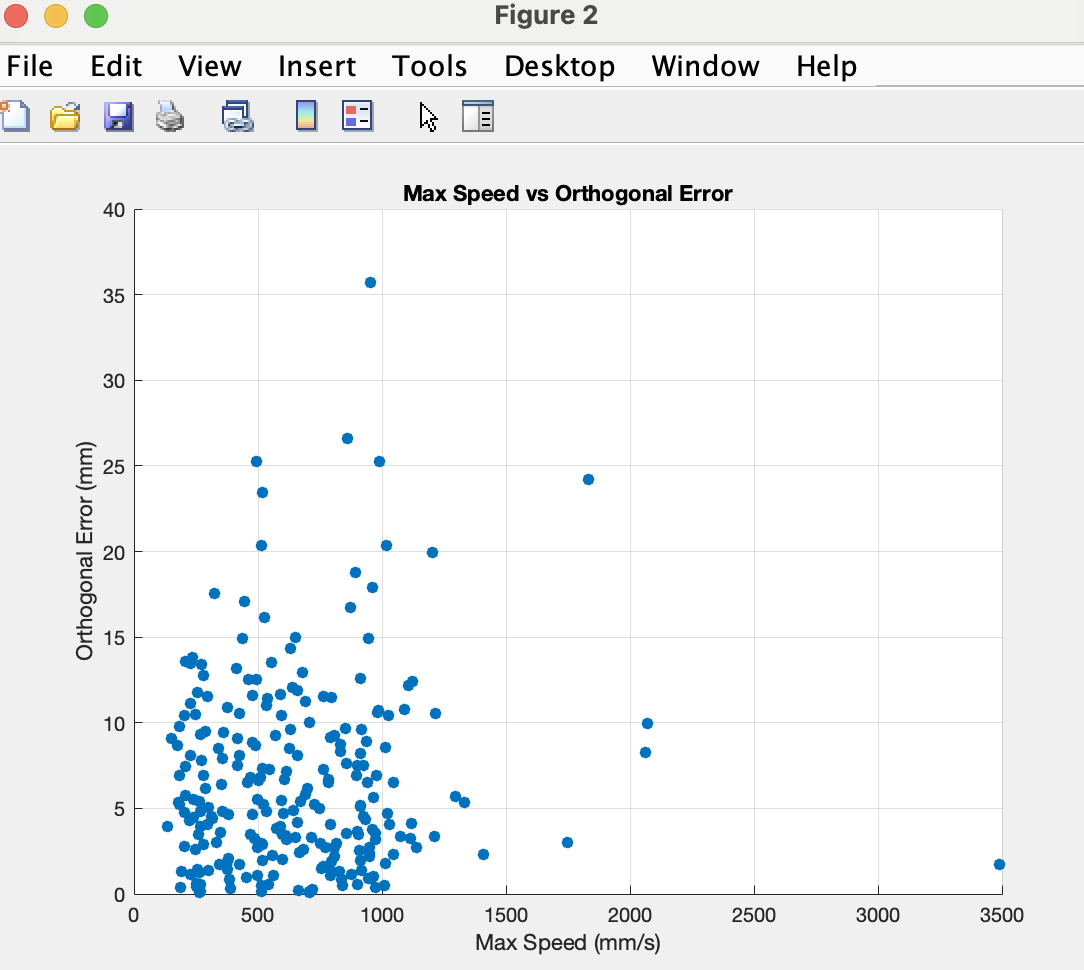 Figure 2
File Edit View Insert Tools Desktop Window Help
Max Speed vs Orthogonal Error
40
35
30
25
20
15
10
5
0
Orthogonal Error (mm)
0 500 1000 1500 2000 2500 3000 3500
Max Speed (mm/s)